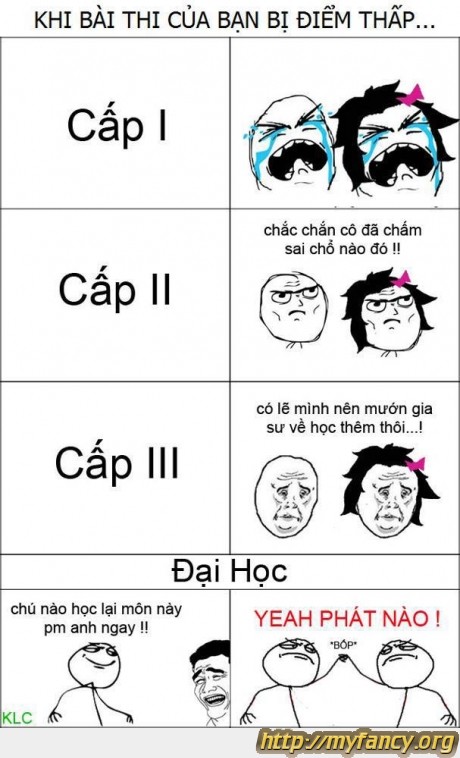 KHI BÀI THI CỦA BẠN BỊ ĐIỂM THẤP...
Cấp I
Cấp II
chắc chắn cô đã chấm
sai chổ nào đó !!
Cấp III
có lẽ mình nên mướn gia
sư về học thêm thôi...!
Đại Học
chú nào học lại môn này
pm anh ngay !!
KLC
YEAH PHÁT NÀO !
"BỐP"
http://myfancy.org